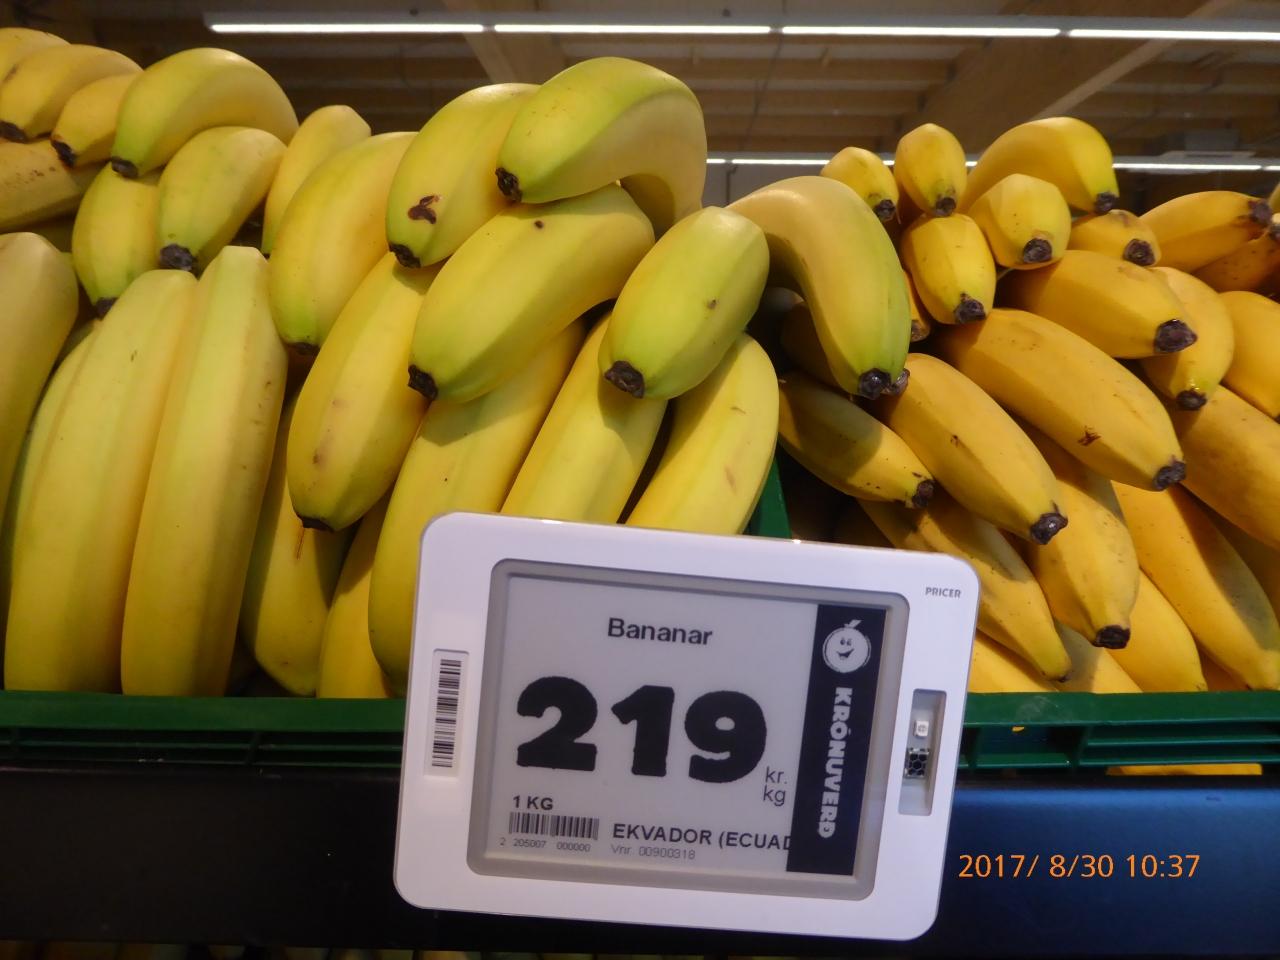 PRICER
Bananar
219
kr.
kg
KRÓNUVERÐ
1 KG
2 205007 000000
EKVADOR (ECUAD
Vnr. 00900318
2017/ 8/30 10:37